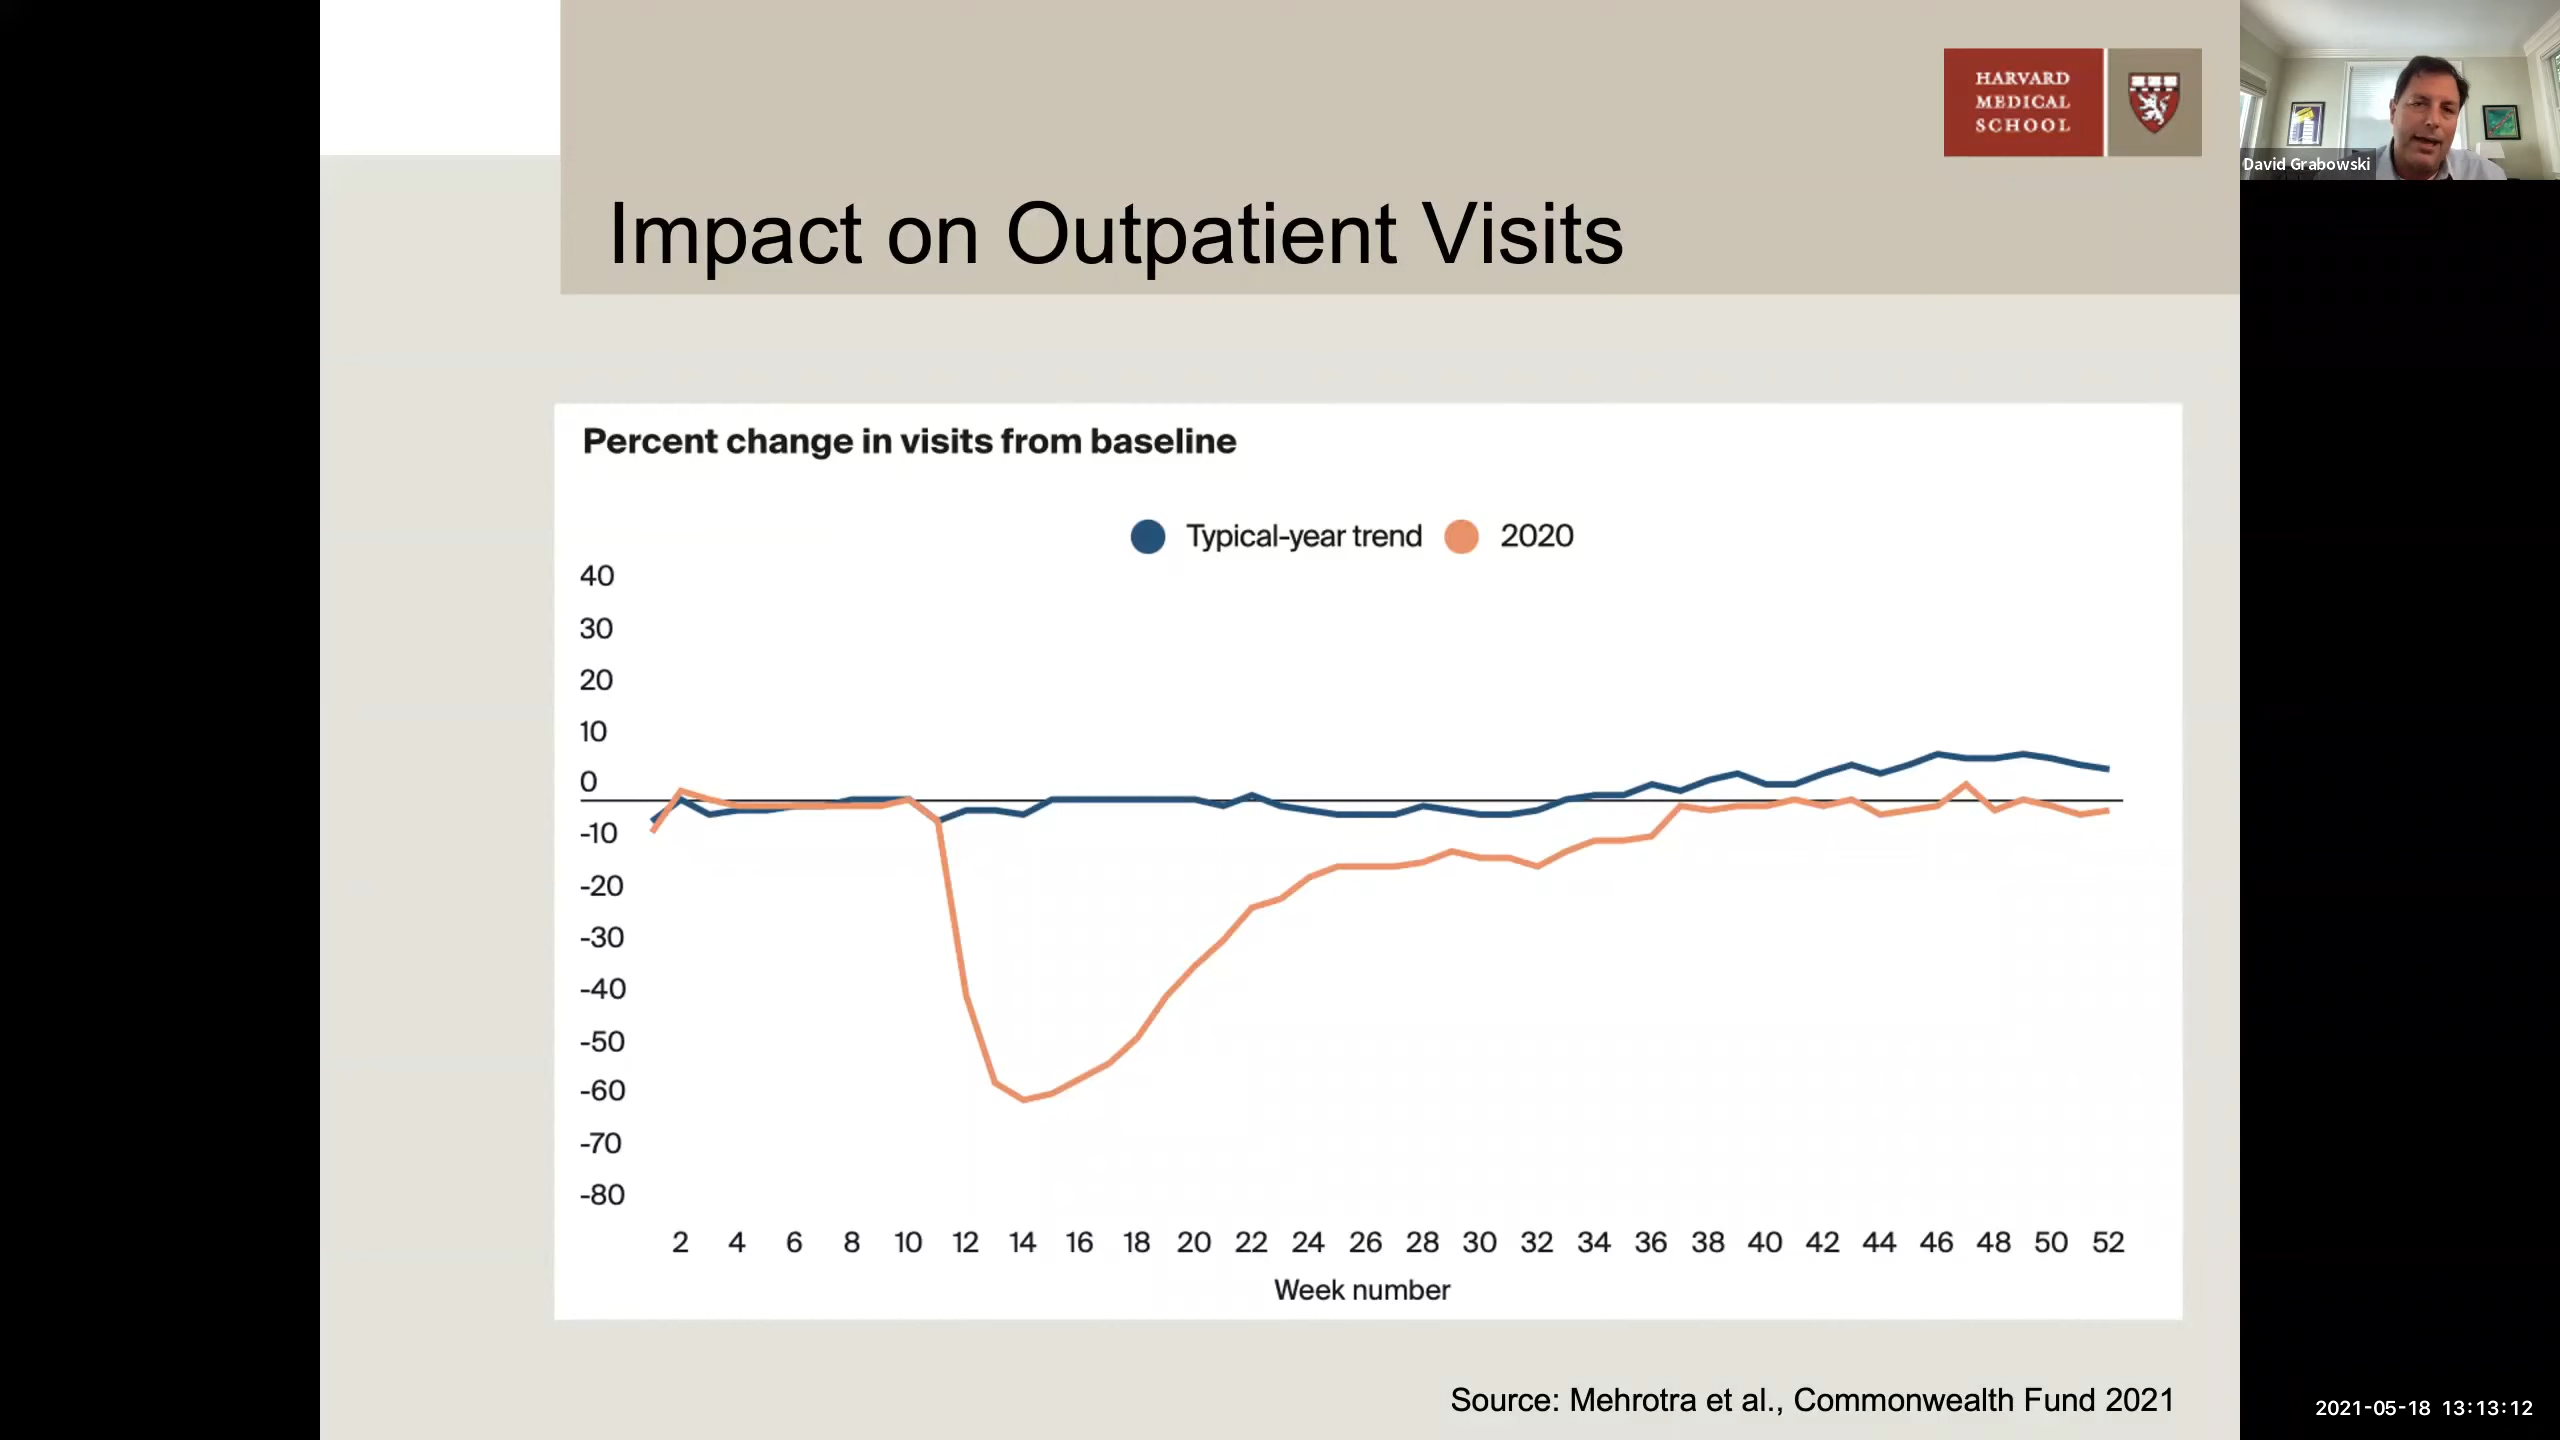 HARVARD
MEDICAL
SCHOOL
David Grabowski
Impact on Outpatient Visits
Percent change in visits from baseline
Typical-year trend 2020
40
30
20
10
0
-10
-20
-30
-40
-50
-60
-70
-80
2 4 6 8 10 12 14 16 18 20 22 24 26 28 30 32 34 36 38 40 42 44 46 48 50 52
Week number
Source: Mehrotra et al., Commonwealth Fund 2021
2021-05-18 13:13:12